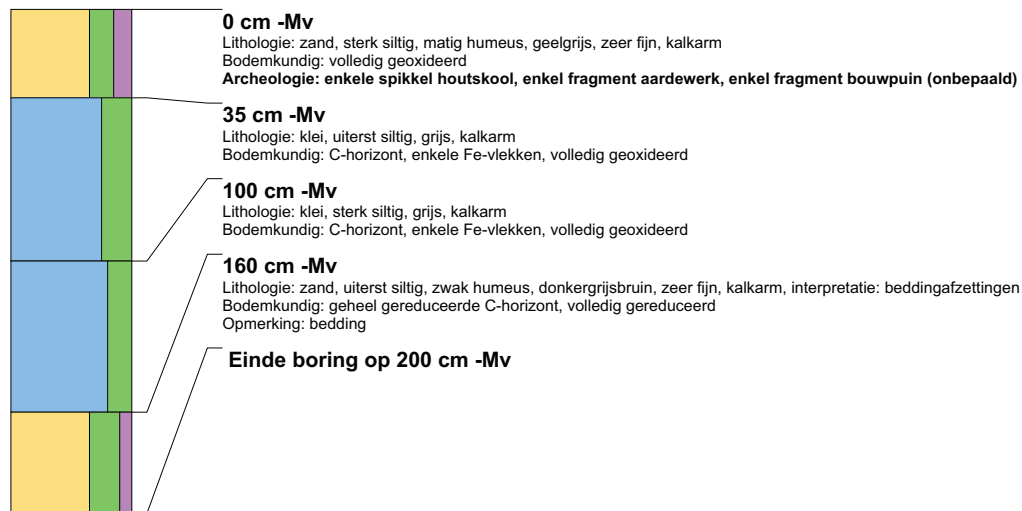 0 cm -Mv
Lithologie: zand, sterk siltig, matig humeus, geelgrijs, zeer fijn, kalkarm
Bodemkundig: volledig geoxideerd
Archeologie: enkele spikkel houtskool, enkel fragment aardewerk, enkel fragment bouwpuin (onbepaald)
35 cm -Mv
Lithologie: klei, uiterst siltig, grijs, kalkarm
Bodemkundig: C-horizont, enkele Fe-vlekken, volledig geoxideerd
100 cm -Mv
Lithologie: klei, sterk siltig, grijs, kalkarm
Bodemkundig: C-horizont, enkele Fe-vlekken, volledig geoxideerd
160 cm -Mv
Lithologie: zand, uiterst siltig, zwak humeus, donkergrijsbruin, zeer fijn, kalkarm, interpretatie: beddingafzettingen
Bodemkundig: geheel gereduceerde C-horizont, volledig gereduceerd
Opmerking: bedding
Einde boring op 200 cm -Mv